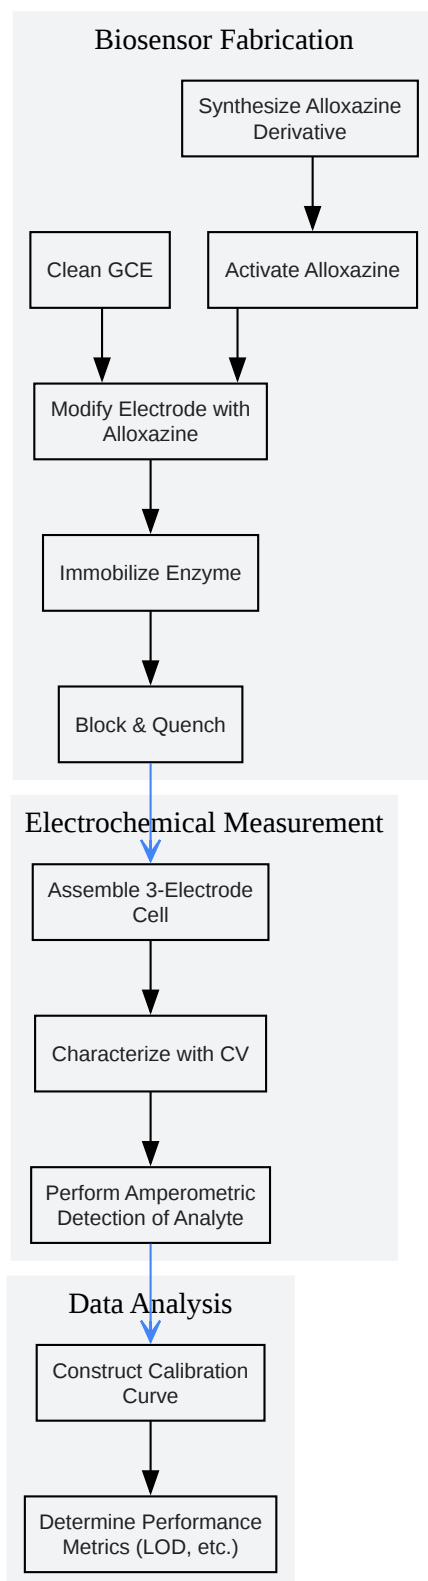 Biosensor Fabrication
Synthesize Alloxazine
Derivative
Clean GCE
Activate Alloxazine
Modify Electrode with
Alloxazine
Immobilize Enzyme
Block & Quench
Electrochemical Measurement
Assemble 3-Electrode
Cell
Characterize with CV
Perform Amperometric
Detection of Analyte
Data Analysis
Construct Calibration
Curve
Determine Performance
Metrics (LOD, etc.)